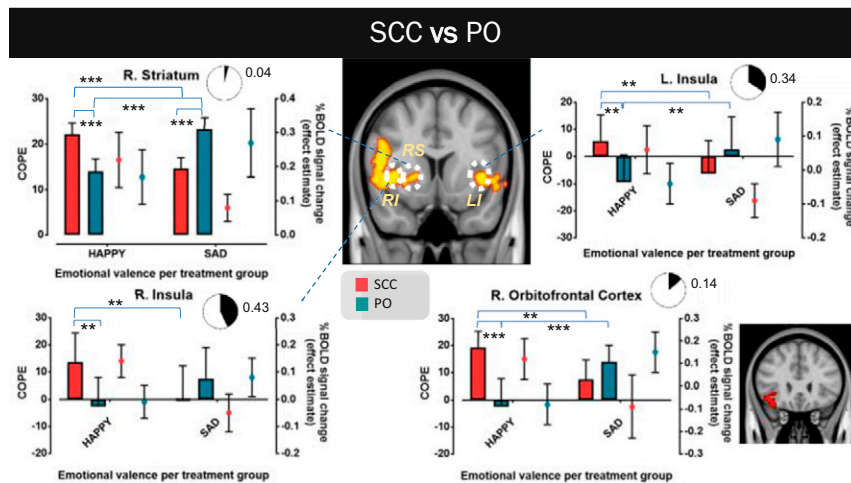 SCC vs PO
R. Striatum
0.04
***
***
***
***
30
20
10
0
COPE
0.4
0.3
0.2
0.1
0.0
%BOLD signal change
(effect estimate)
HAPPY
SAD
Emotional valence per treatment group
RS
RI
LI
L. Insula
0.34
**
**
**
20
10
0
-10
-20
-30
COPE
0.2
0.1
0.0
-0.1
-0.2
%BOLD signal change
(effect estimate)
HAPPY
SAD
Emotional valence per treatment group
SCC
PO
R. Insula
0.43
**
**
30
20
10
0
-10
-20
COPE
0.3
0.2
0.1
0.0
-0.1
-0.2
%BOLD signal change
(effect estimate)
HAPPY
SAD
Emotional valence per treatment group
R. Orbitofrontal Cortex
0.14
**
***
***
30
20
10
0
-10
-20
COPE
0.3
0.2
0.1
0.0
-0.1
-0.2
-0.3
%BOLD signal change
(effect estimate)
HAPPY
SAD
Emotional valence per treatment group